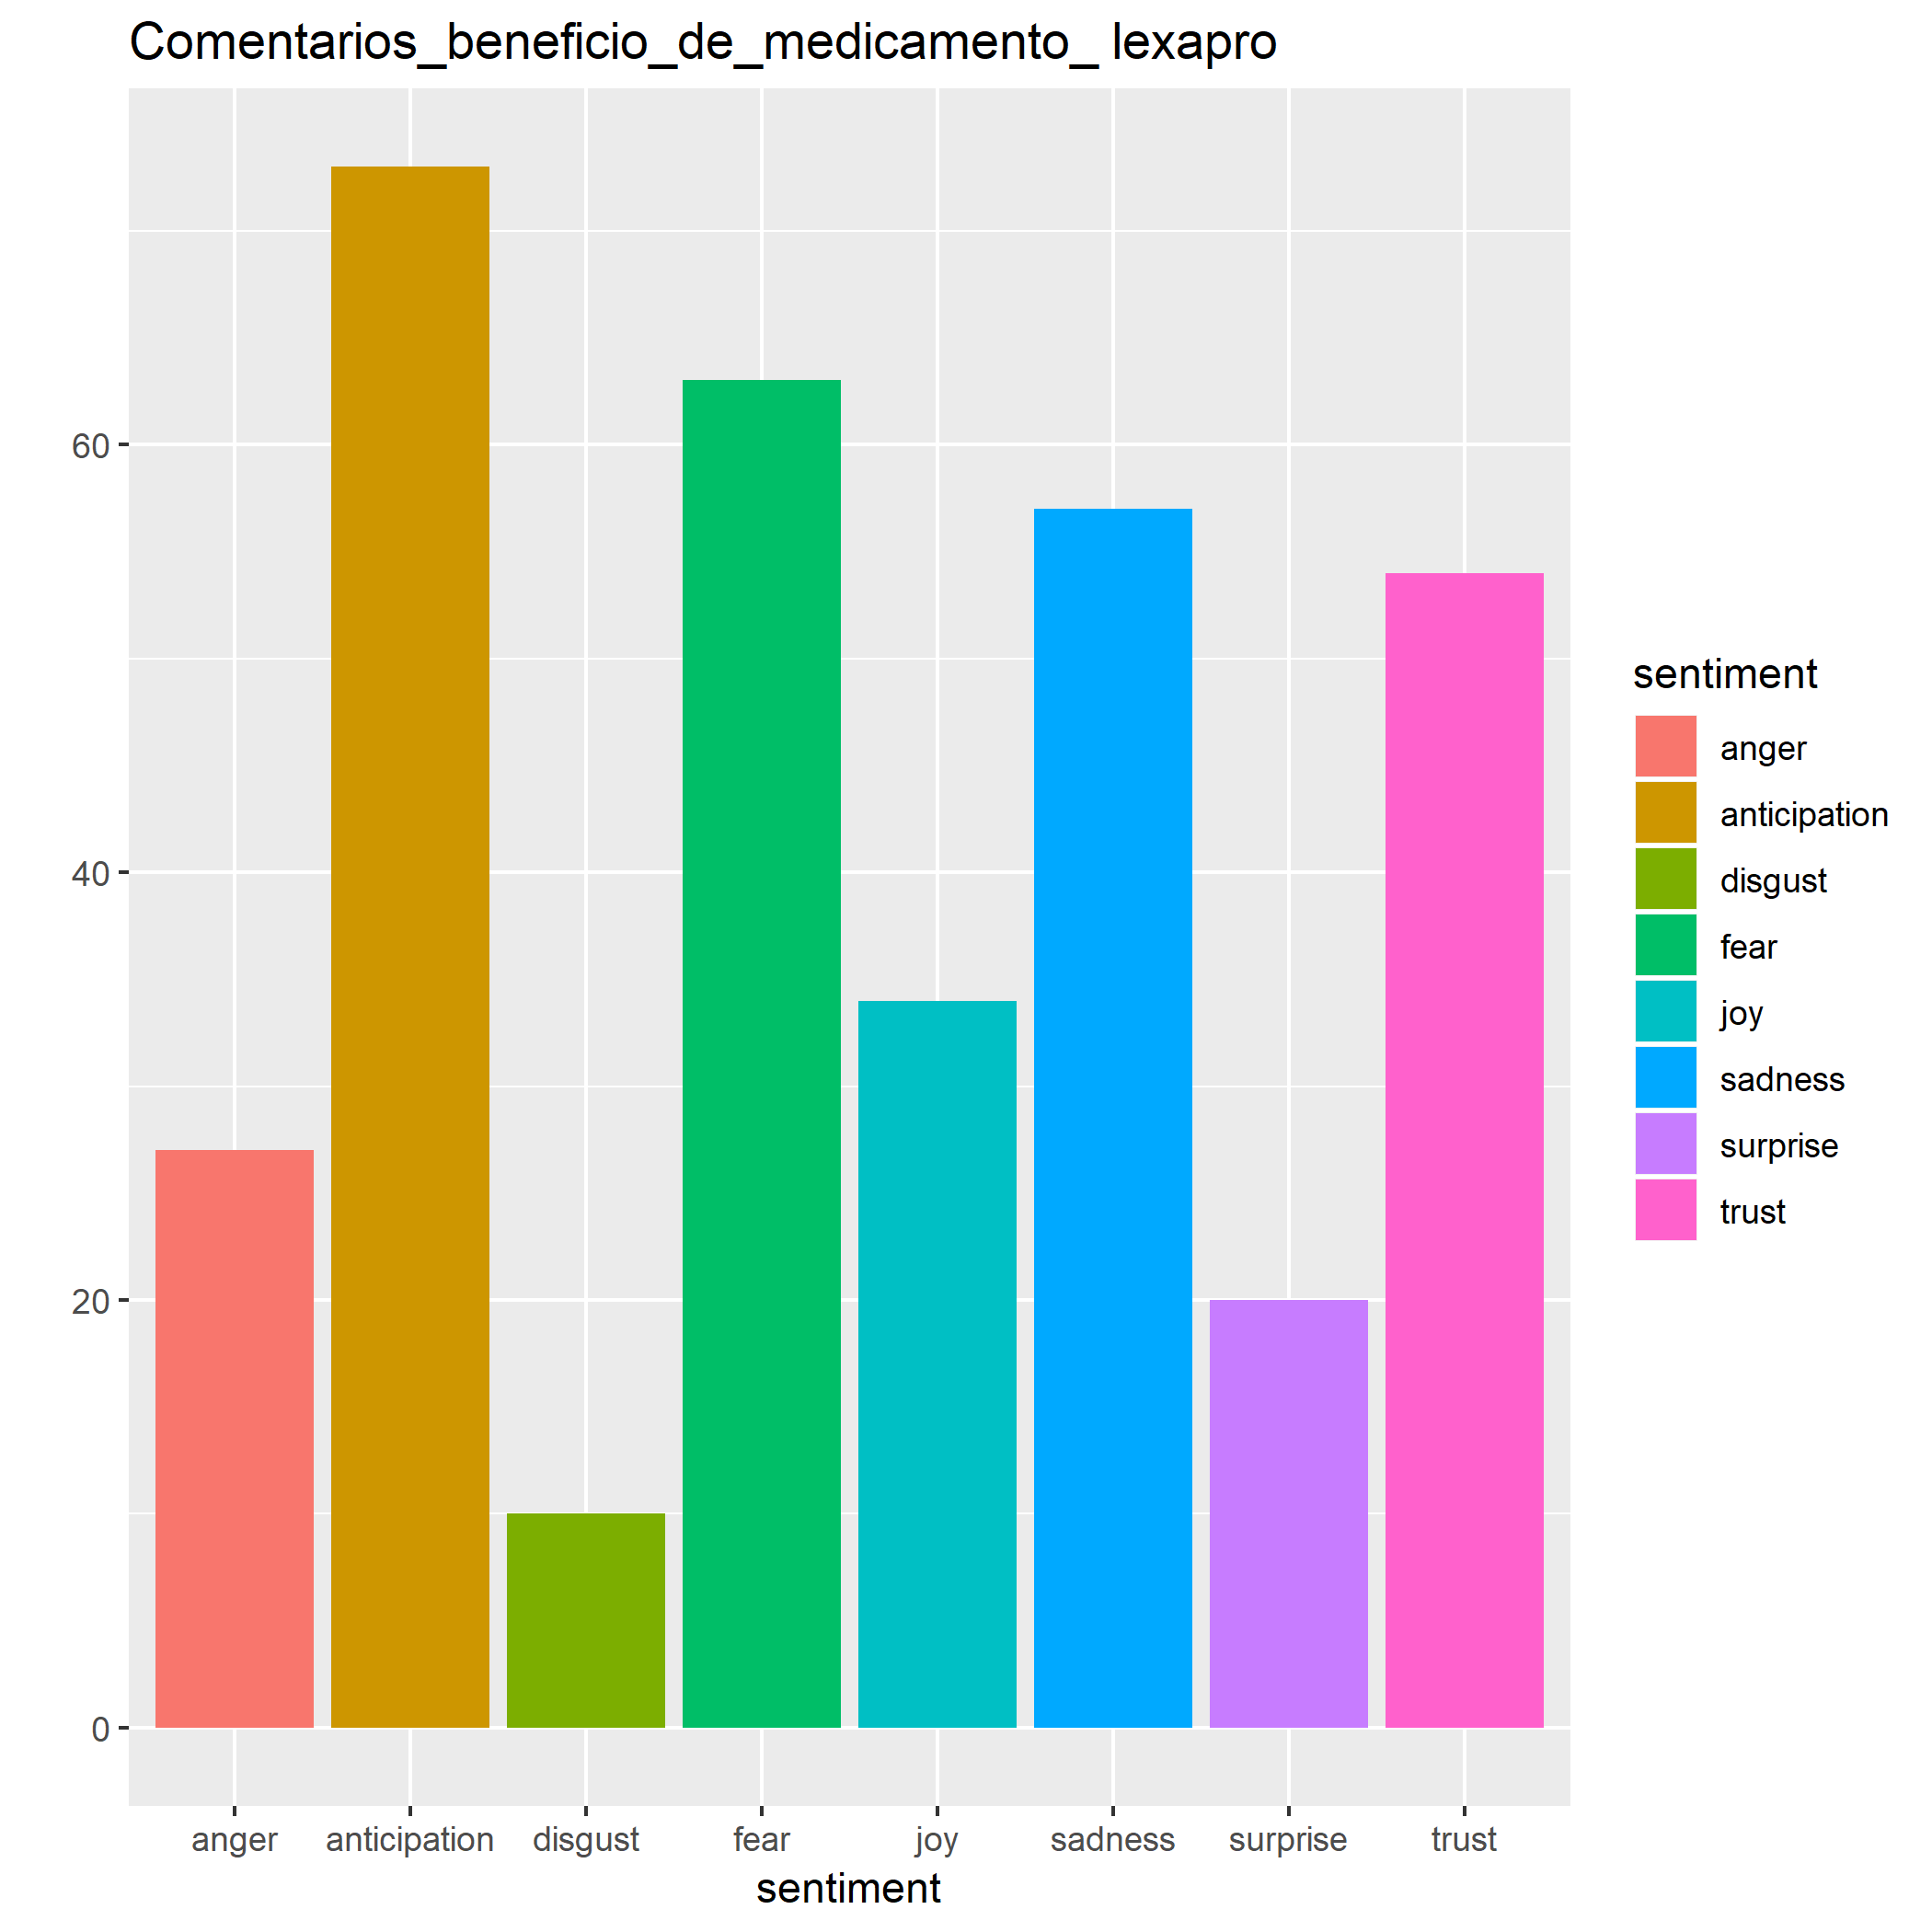 Comentarios_beneficio_de_medicamento_ lexapro
60
40
20
0
anger anticipation disgust fear joy sadness surprise trust
sentiment
sentiment
anger
anticipation
disgust
fear
joy
sadness
surprise
trust